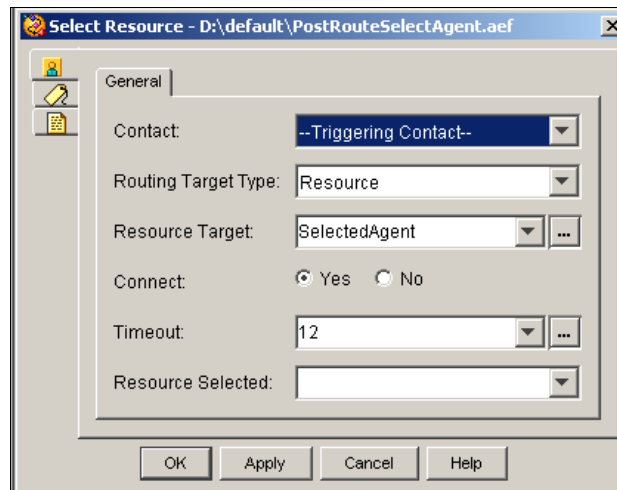 Select Resource - D:\default\PostRouteSelectAgent.aef
General
Contact: --Triggering Contact--
Routing Target Type: Resource
Resource Target: SelectedAgent ...
Connect: Yes No
Timeout: 12 ...
Resource Selected:
OK Apply Cancel Help